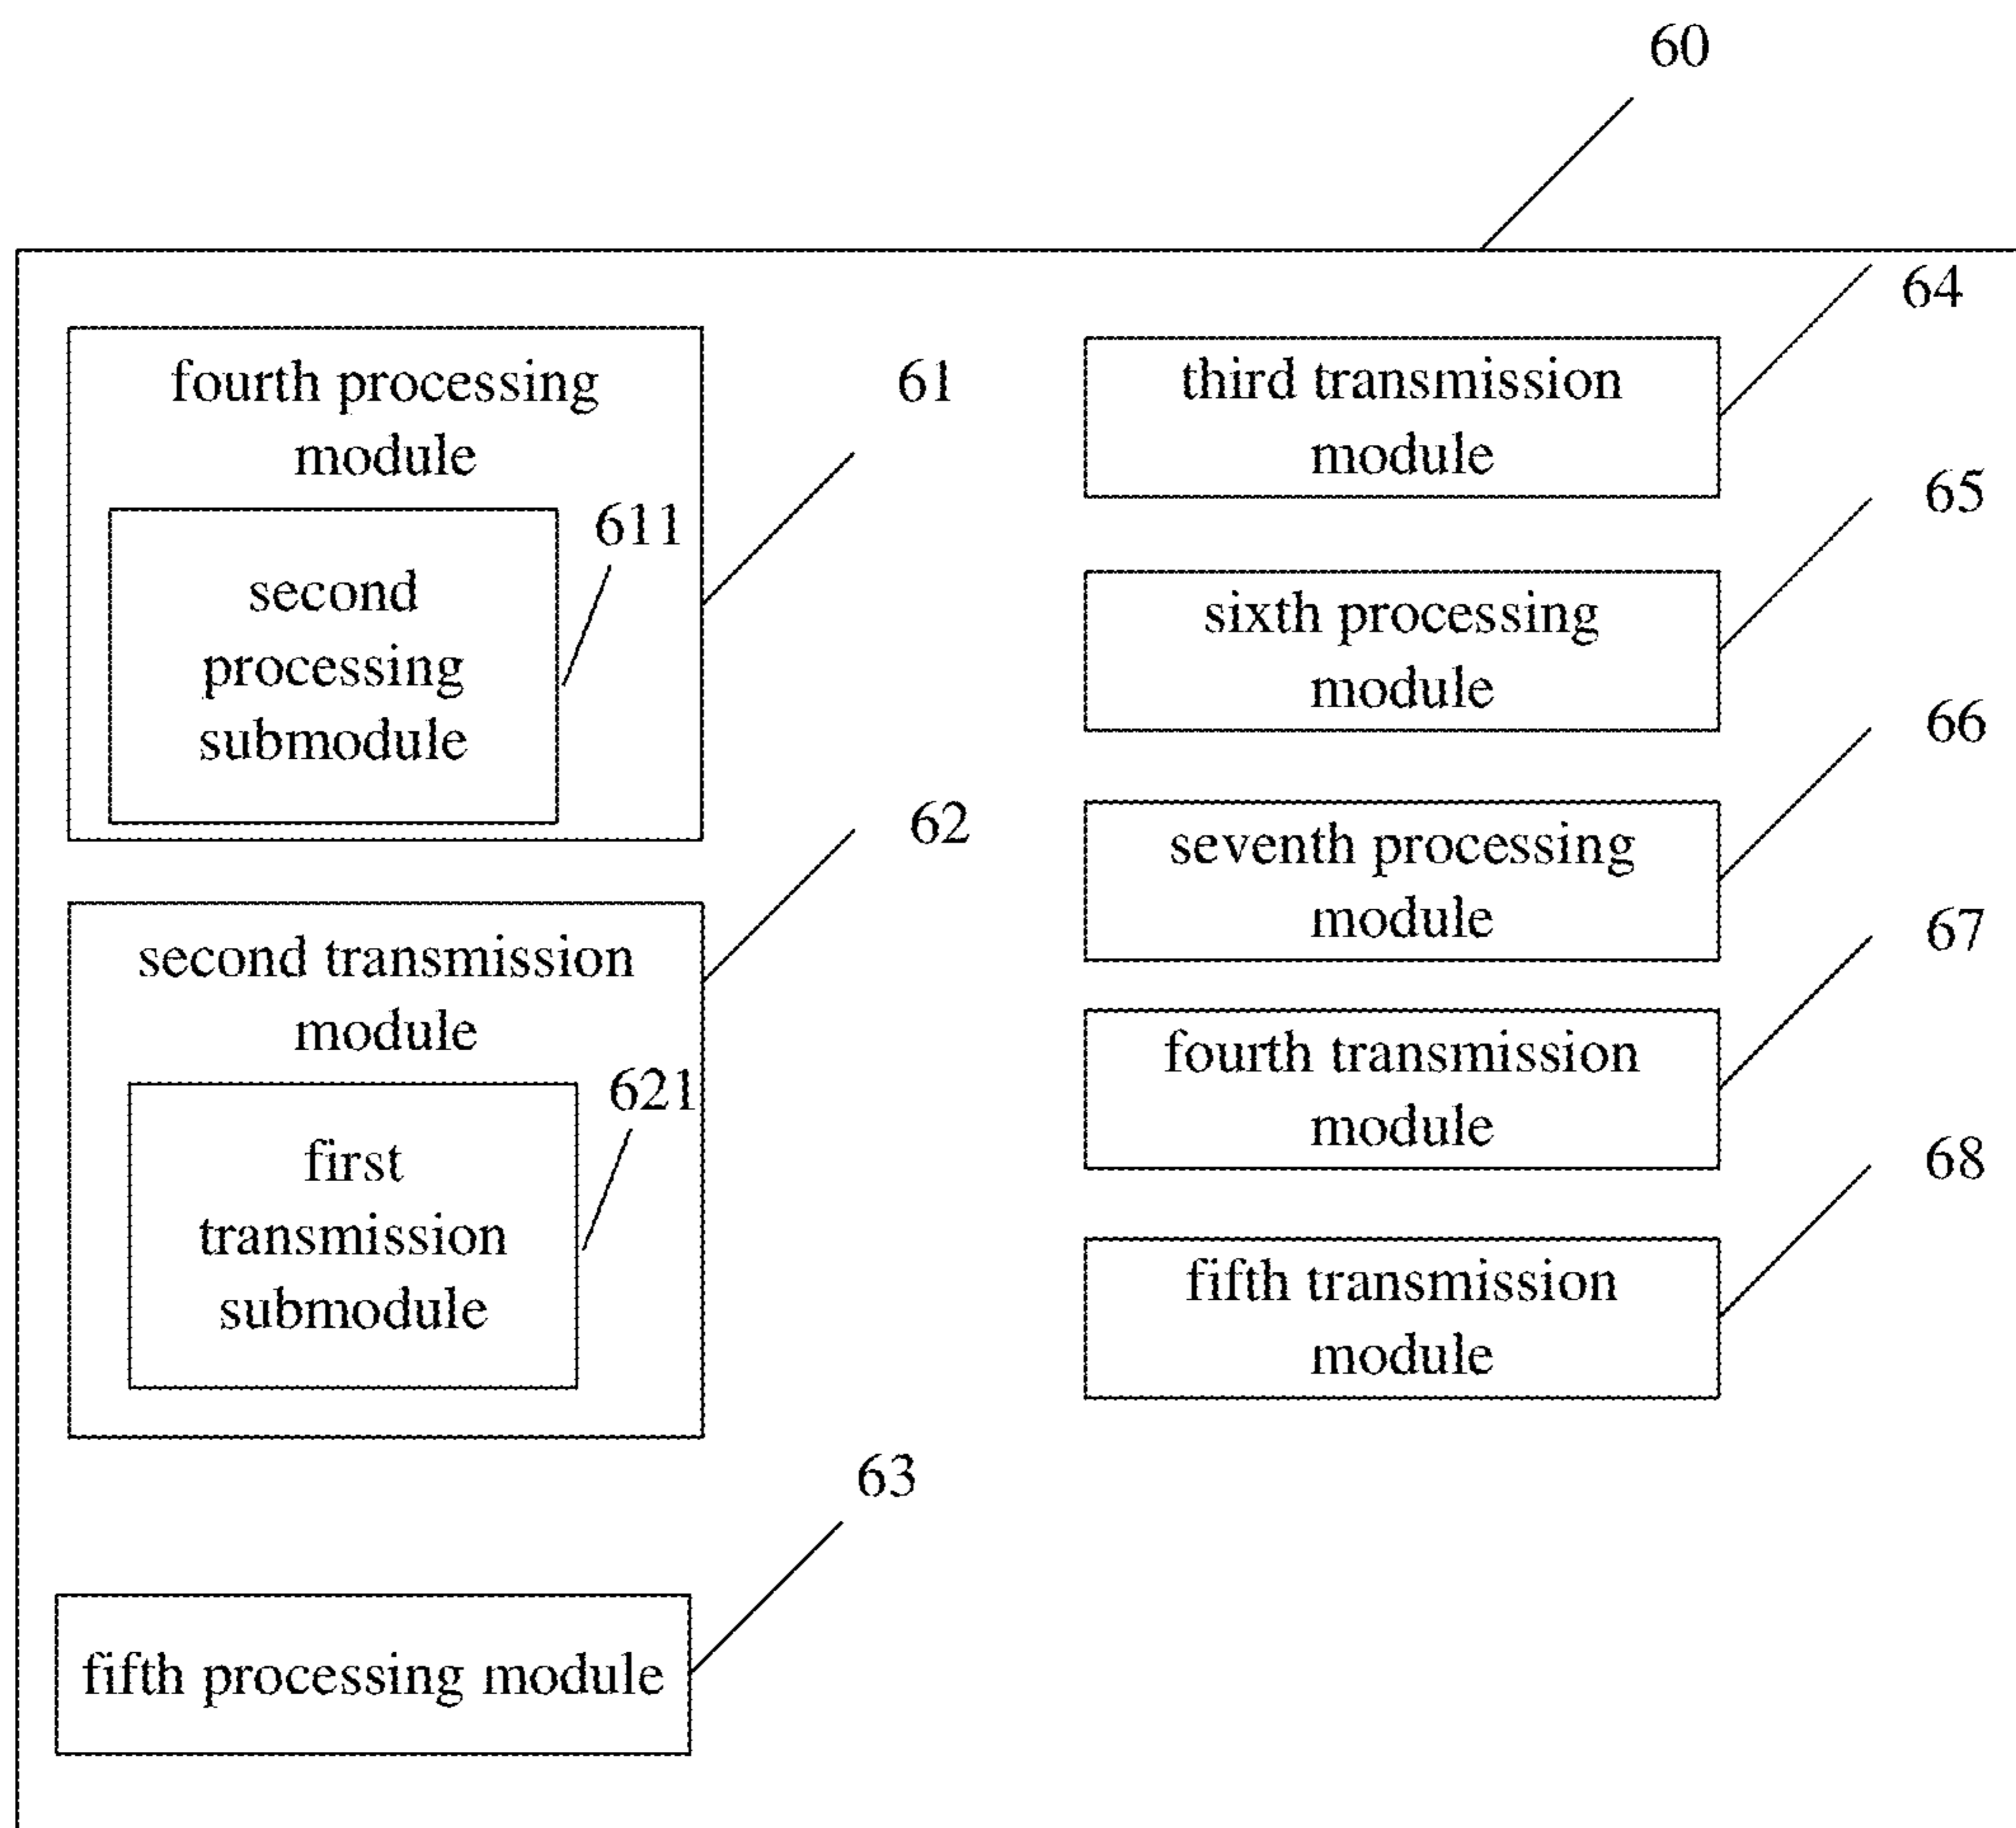 60
fourth processing
module
61
611
second
processing
submodule
62
second transmission
module
621
first
transmission
submodule
63
fifth processing module
64
third transmission
module
65
sixth processing
module
66
seventh processing
module
67
fourth transmission
module
68
fifth transmission
module